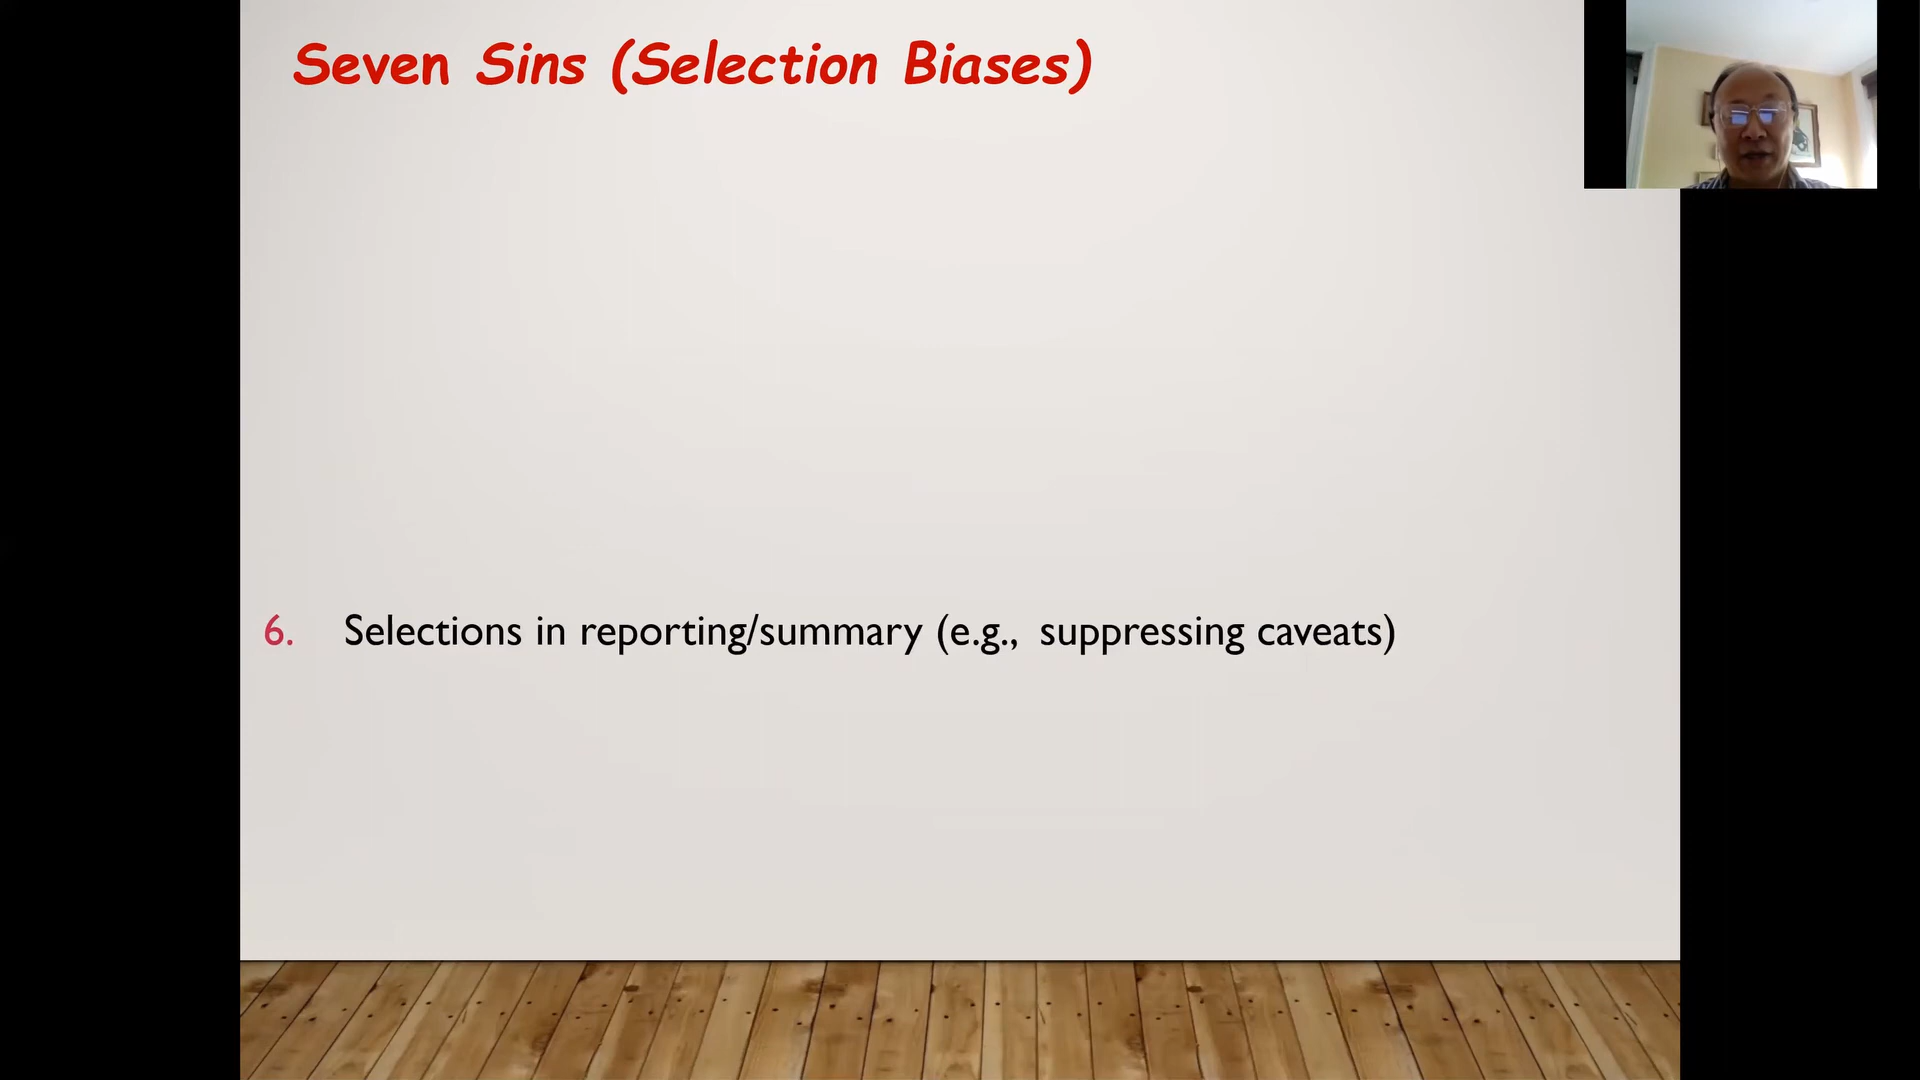 Seven Sins (Selection Biases)
6. Selections in reporting/summary (e.g., suppressing caveats)